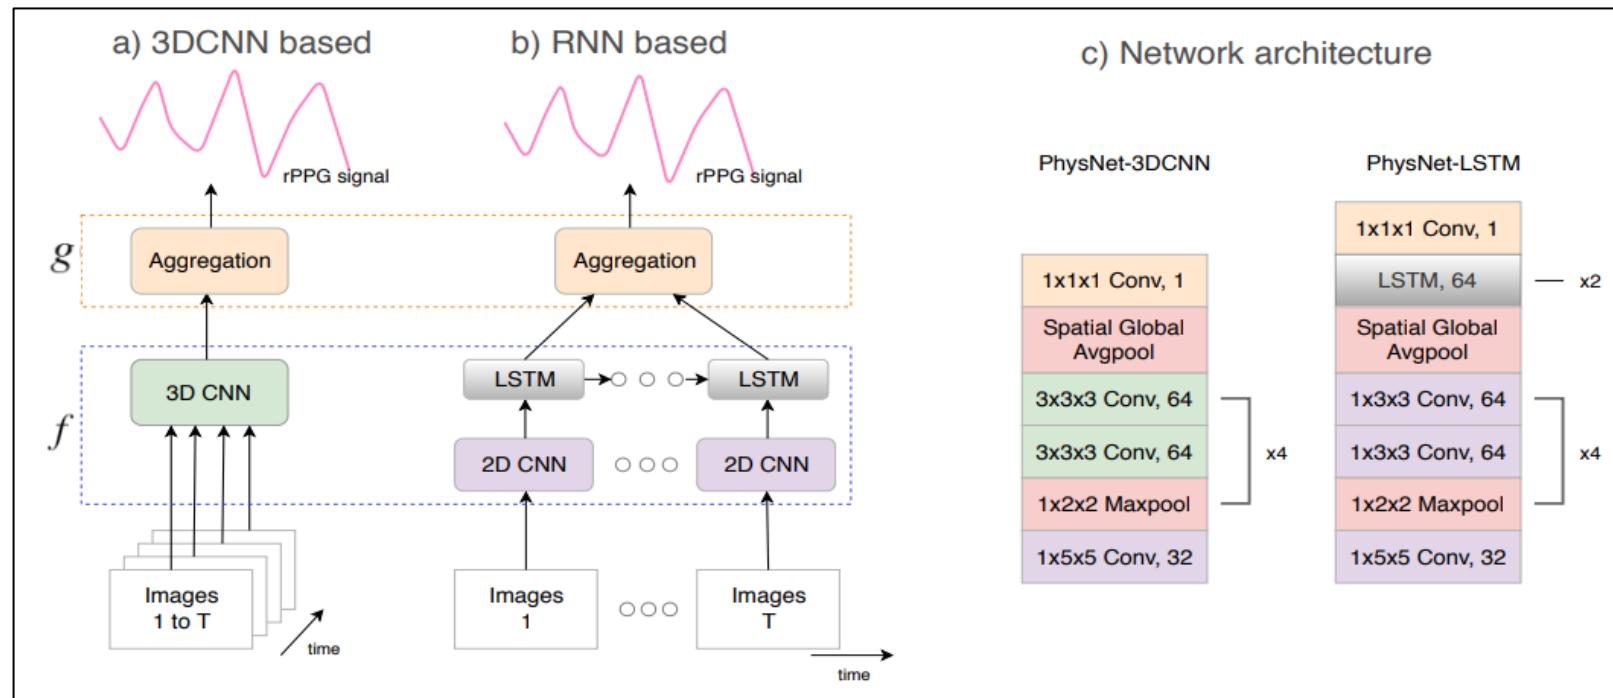 a) 3DCNN based
b) RNN based
c) Network architecture
rPPG signal
rPPG signal
g
Aggregation
Aggregation
f
3D CNN
LSTM
LSTM
2D CNN
2D CNN
Images
1 to T
time
Images
1
Images
T
time
PhysNet-3DCNN
1x1x1 Conv, 1
Spatial Global
Avgpool
3x3x3 Conv, 64
3x3x3 Conv, 64
x4
1x2x2 Maxpool
1x5x5 Conv, 32
PhysNet-LSTM
1x1x1 Conv, 1
LSTM, 64
x2
Spatial Global
Avgpool
1x3x3 Conv, 64
1x3x3 Conv, 64
x4
1x2x2 Maxpool
1x5x5 Conv, 32